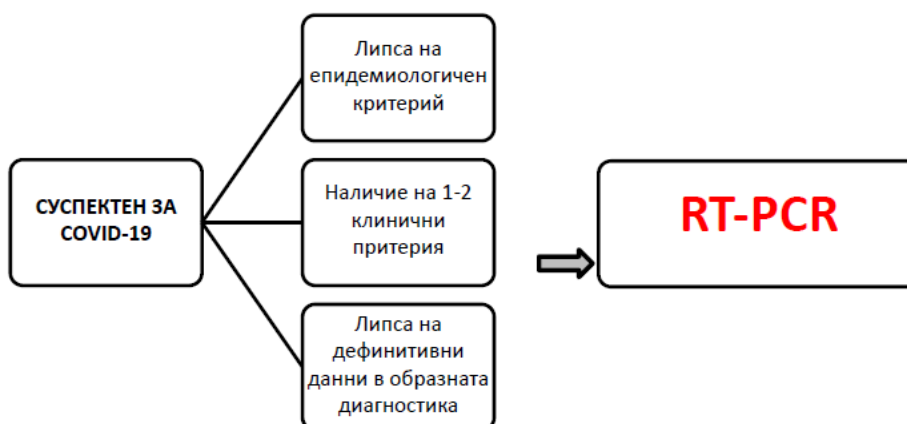 Липса на
епидемиологичен
критерий
СУСПЕКТЕН ЗА
COVID-19
Наличие на 1-2
клинични
притерия
RT-PCR
Липса на
дефинитивни
данни в образната
диагностика